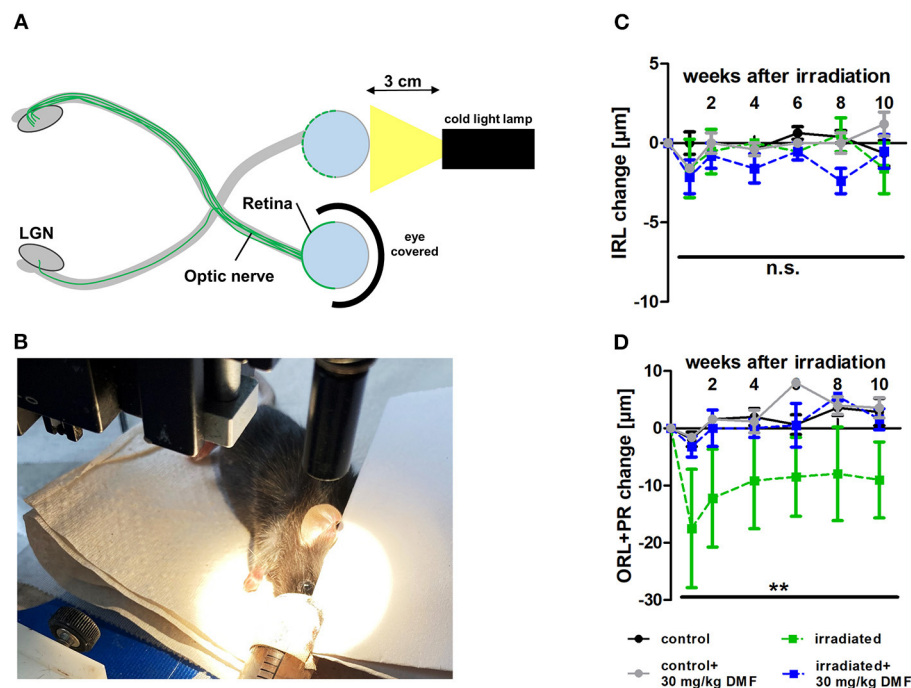 A
3 cm
cold light lamp
Retina
LGN
eye
covered
Optic nerve
B
C
weeks after irradiation
2 4 6 8 10
5
0
-5
-10
IRL change [µm]
n.s.
D
weeks after irradiation
2 4 6 8 10
10
0
-10
-20
-30
ORL+PR change [µm]
**
control
irradiated
control+
30 mg/kg DMF
irradiated+
30 mg/kg DMF